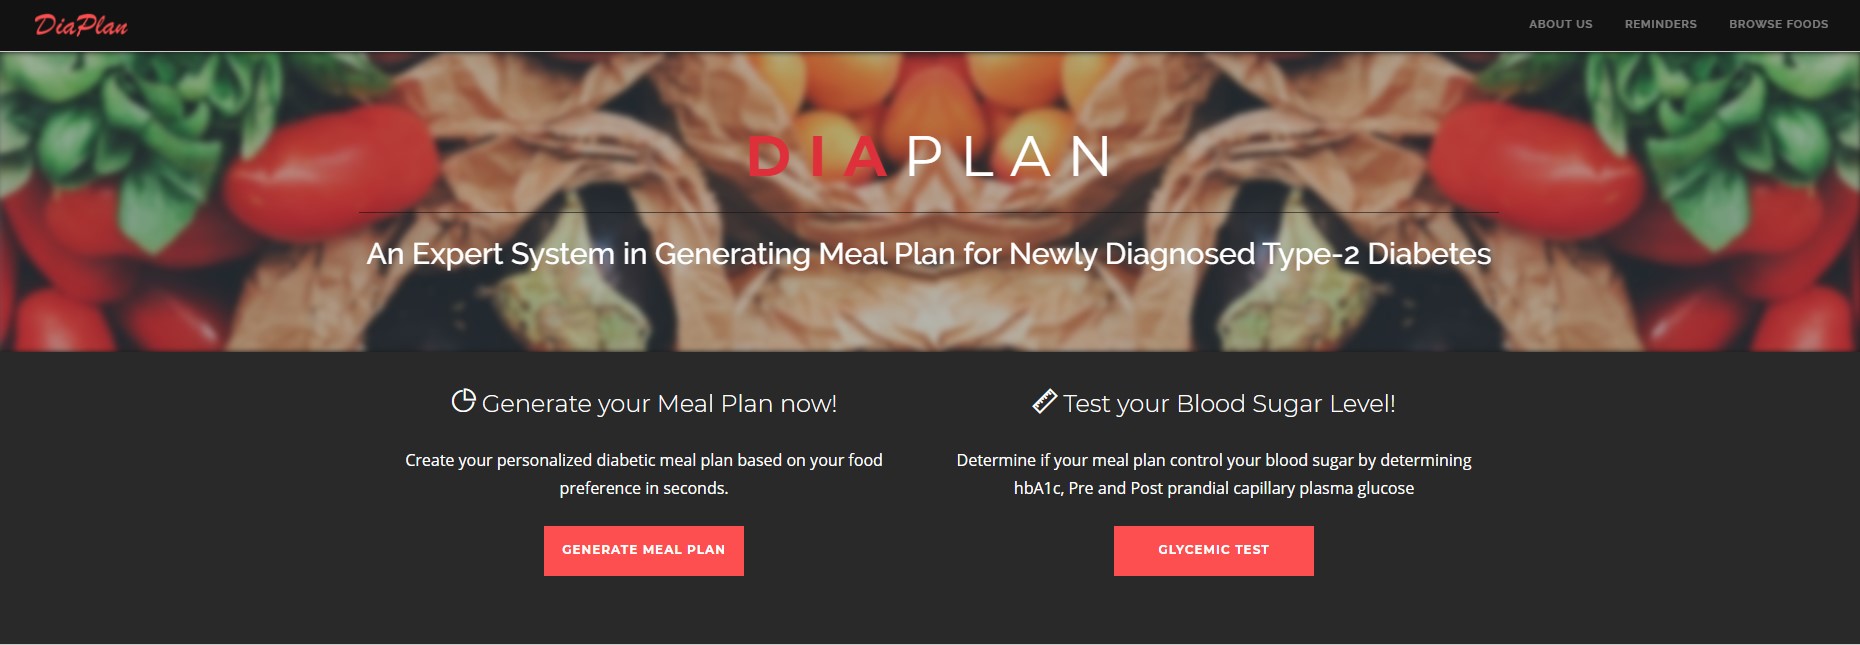 DiaPlan
ABOUT US
REMINDERS
BROWSE FOODS
DIAPLAN
An Expert System in Generating Meal Plan for Newly Diagnosed Type-2 Diabetes
Generate your Meal Plan now!
Create your personalized diabetic meal plan based on your food
preference in seconds.
GENERATE MEAL PLAN
Test your Blood Sugar Level!
Determine if your meal plan control your blood sugar by determining
hbA1c, Pre and Post prandial capillary plasma glucose
GLYCEMIC TEST